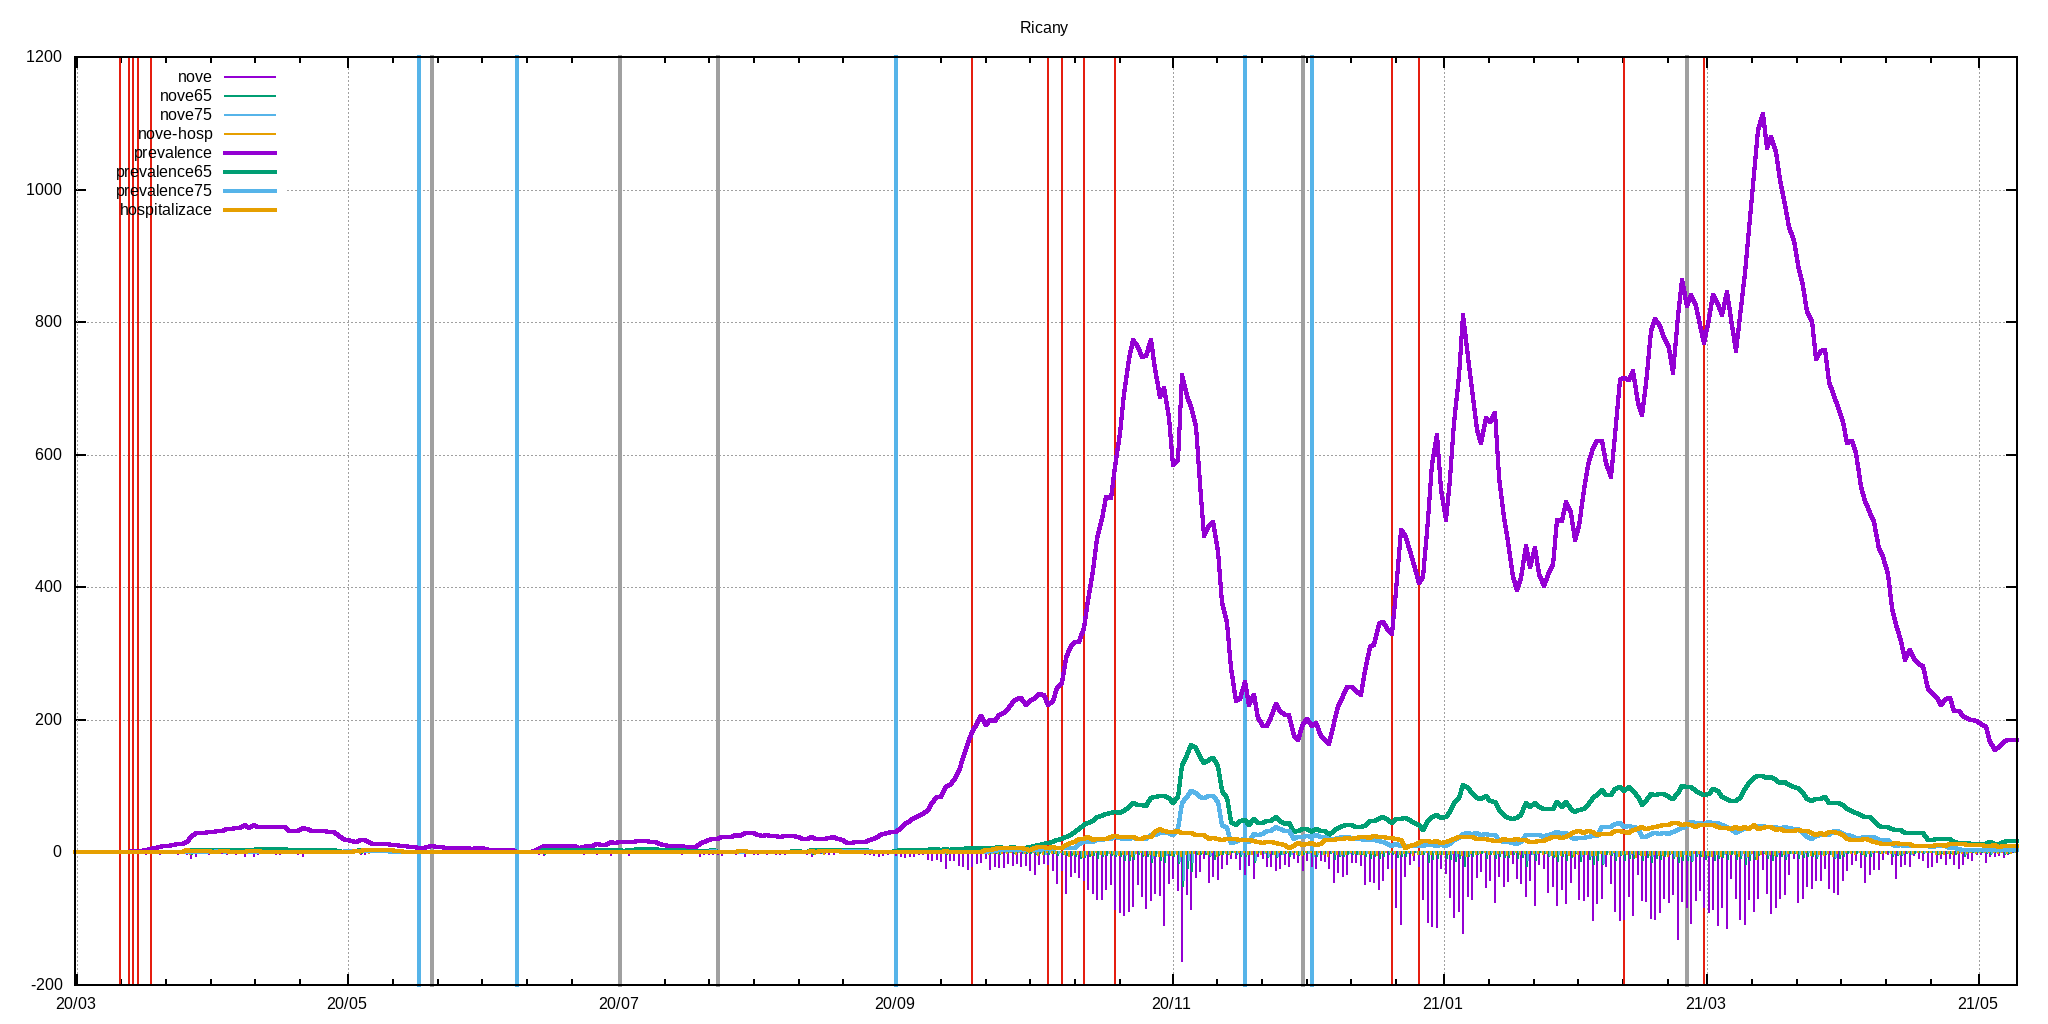 Ricany
1200
1000
800
600
400
200
0
-200
nove
nove65
nove75
nove-hosp
prevalence
prevalence65
prevalence75
hospitalizace
20/03 20/05 20/07 20/09 20/11 21/01 21/03 21/05